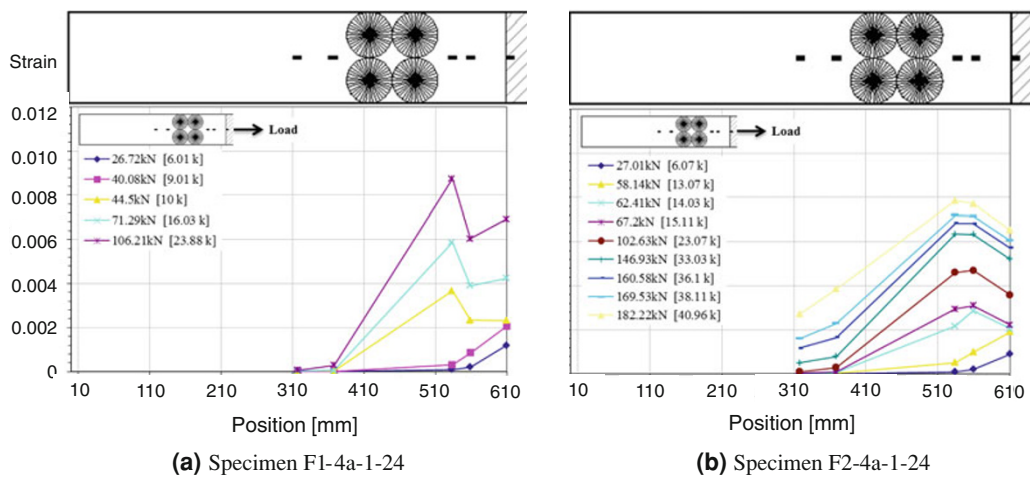 Strain
0.012
0.010
0.008
0.006
0.004
0.002
0
Load
26.72kN [6.01 k]
40.08kN [9.01 k]
44.5kN [10 k]
71.29kN [16.03 k]
106.21kN [23.88 k]
10 110 210 310 410 510 610
Position [mm]
(a) Specimen F1-4a-1-24
Load
27.01kN [6.07 k]
58.14kN [13.07 k]
62.41kN [14.03 k]
67.2kN [15.11 k]
102.63kN [23.07 k]
146.93kN [33.03 k]
160.58kN [36.1 k]
169.53kN [38.11 k]
182.22kN [40.96 k]
10 110 210 310 410 510 610
Position [mm]
(b) Specimen F2-4a-1-24